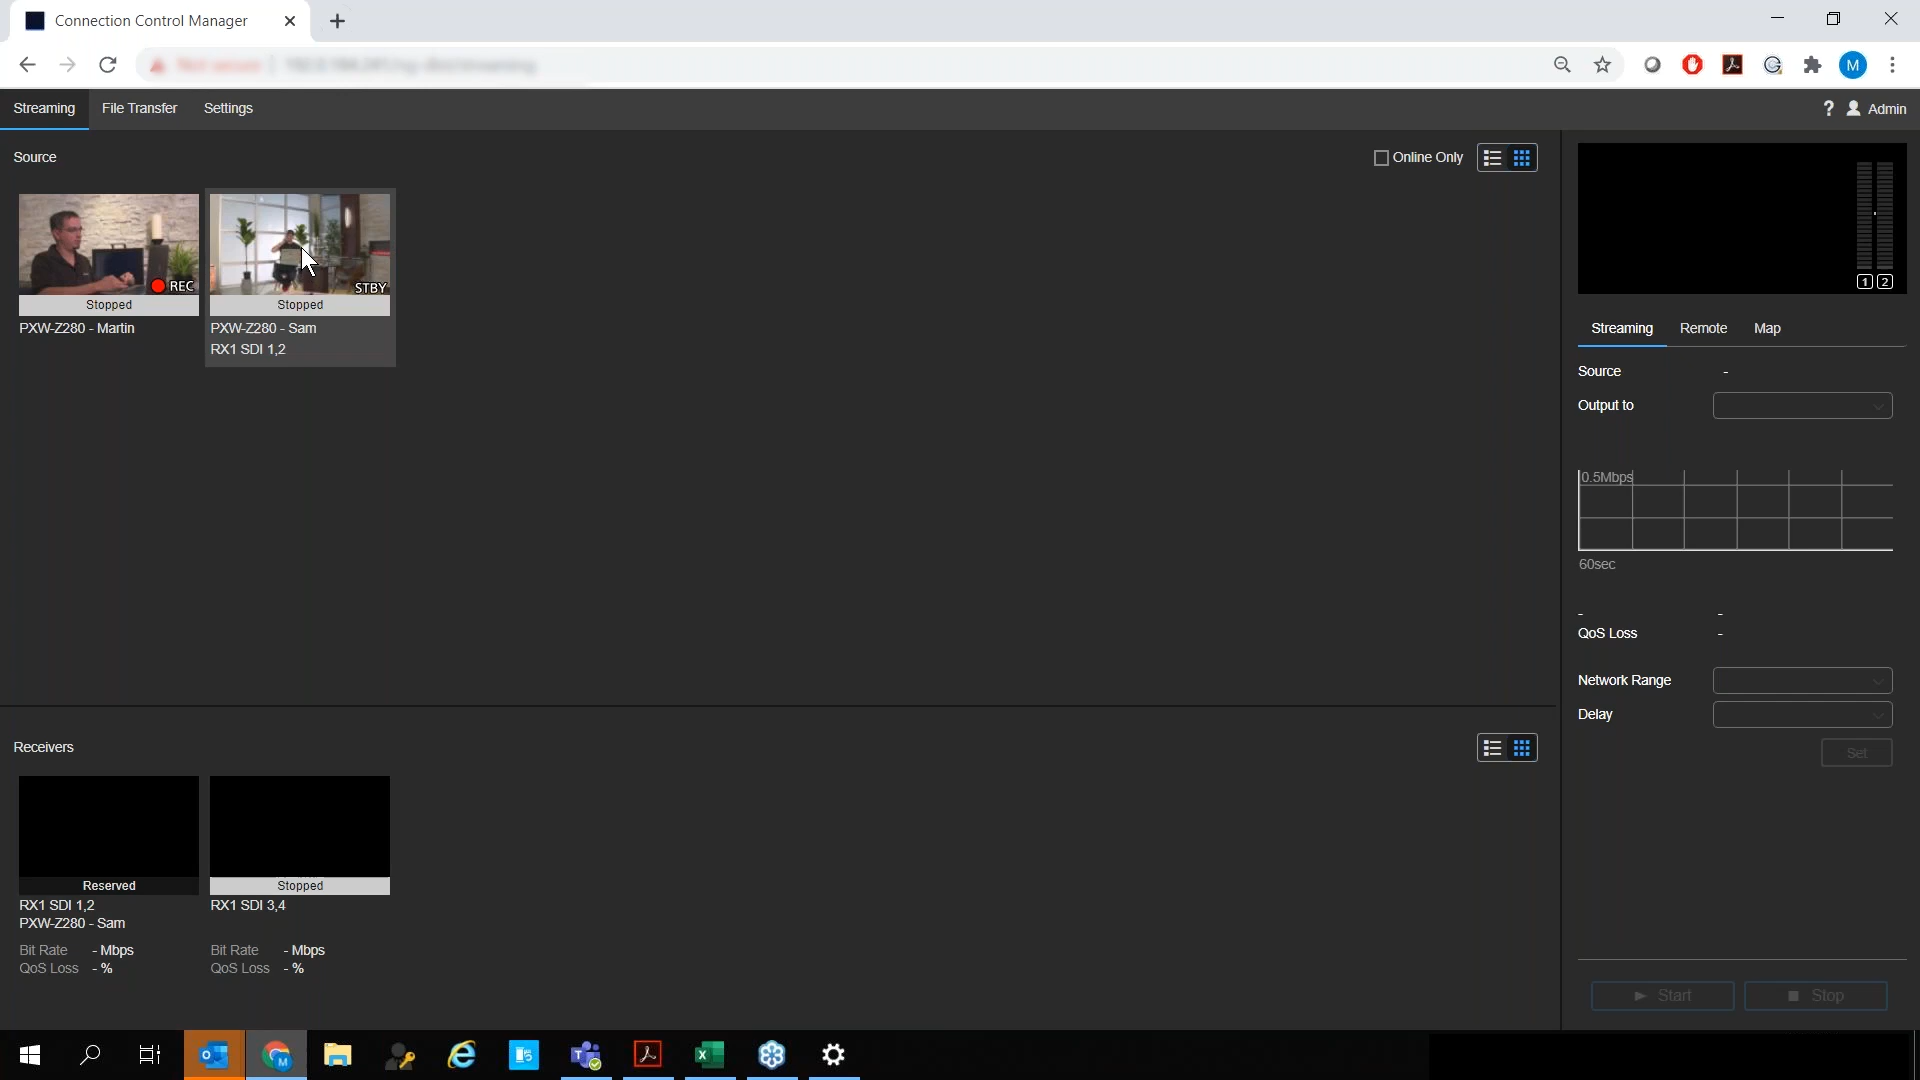 Connection Control Manager
M
Streaming
File Transfer
Settings
? Admin
Source
Online Only
REC
Stopped
PXW-Z280 - Martin
STBY
Stopped
PXW-Z280 - Sam
RX1 SDI 1,2
1 2
Streaming
Remote
Map
Source -
Output to
0.5Mbps
60sec
- -
QoS Loss -
Network Range
Delay
Set
Start
Stop
Receivers
Reserved
RX1 SDI 1,2
PXW-Z280 - Sam
Bit Rate - Mbps
QoS Loss - %
Stopped
RX1 SDI 3,4
Bit Rate - Mbps
QoS Loss - %